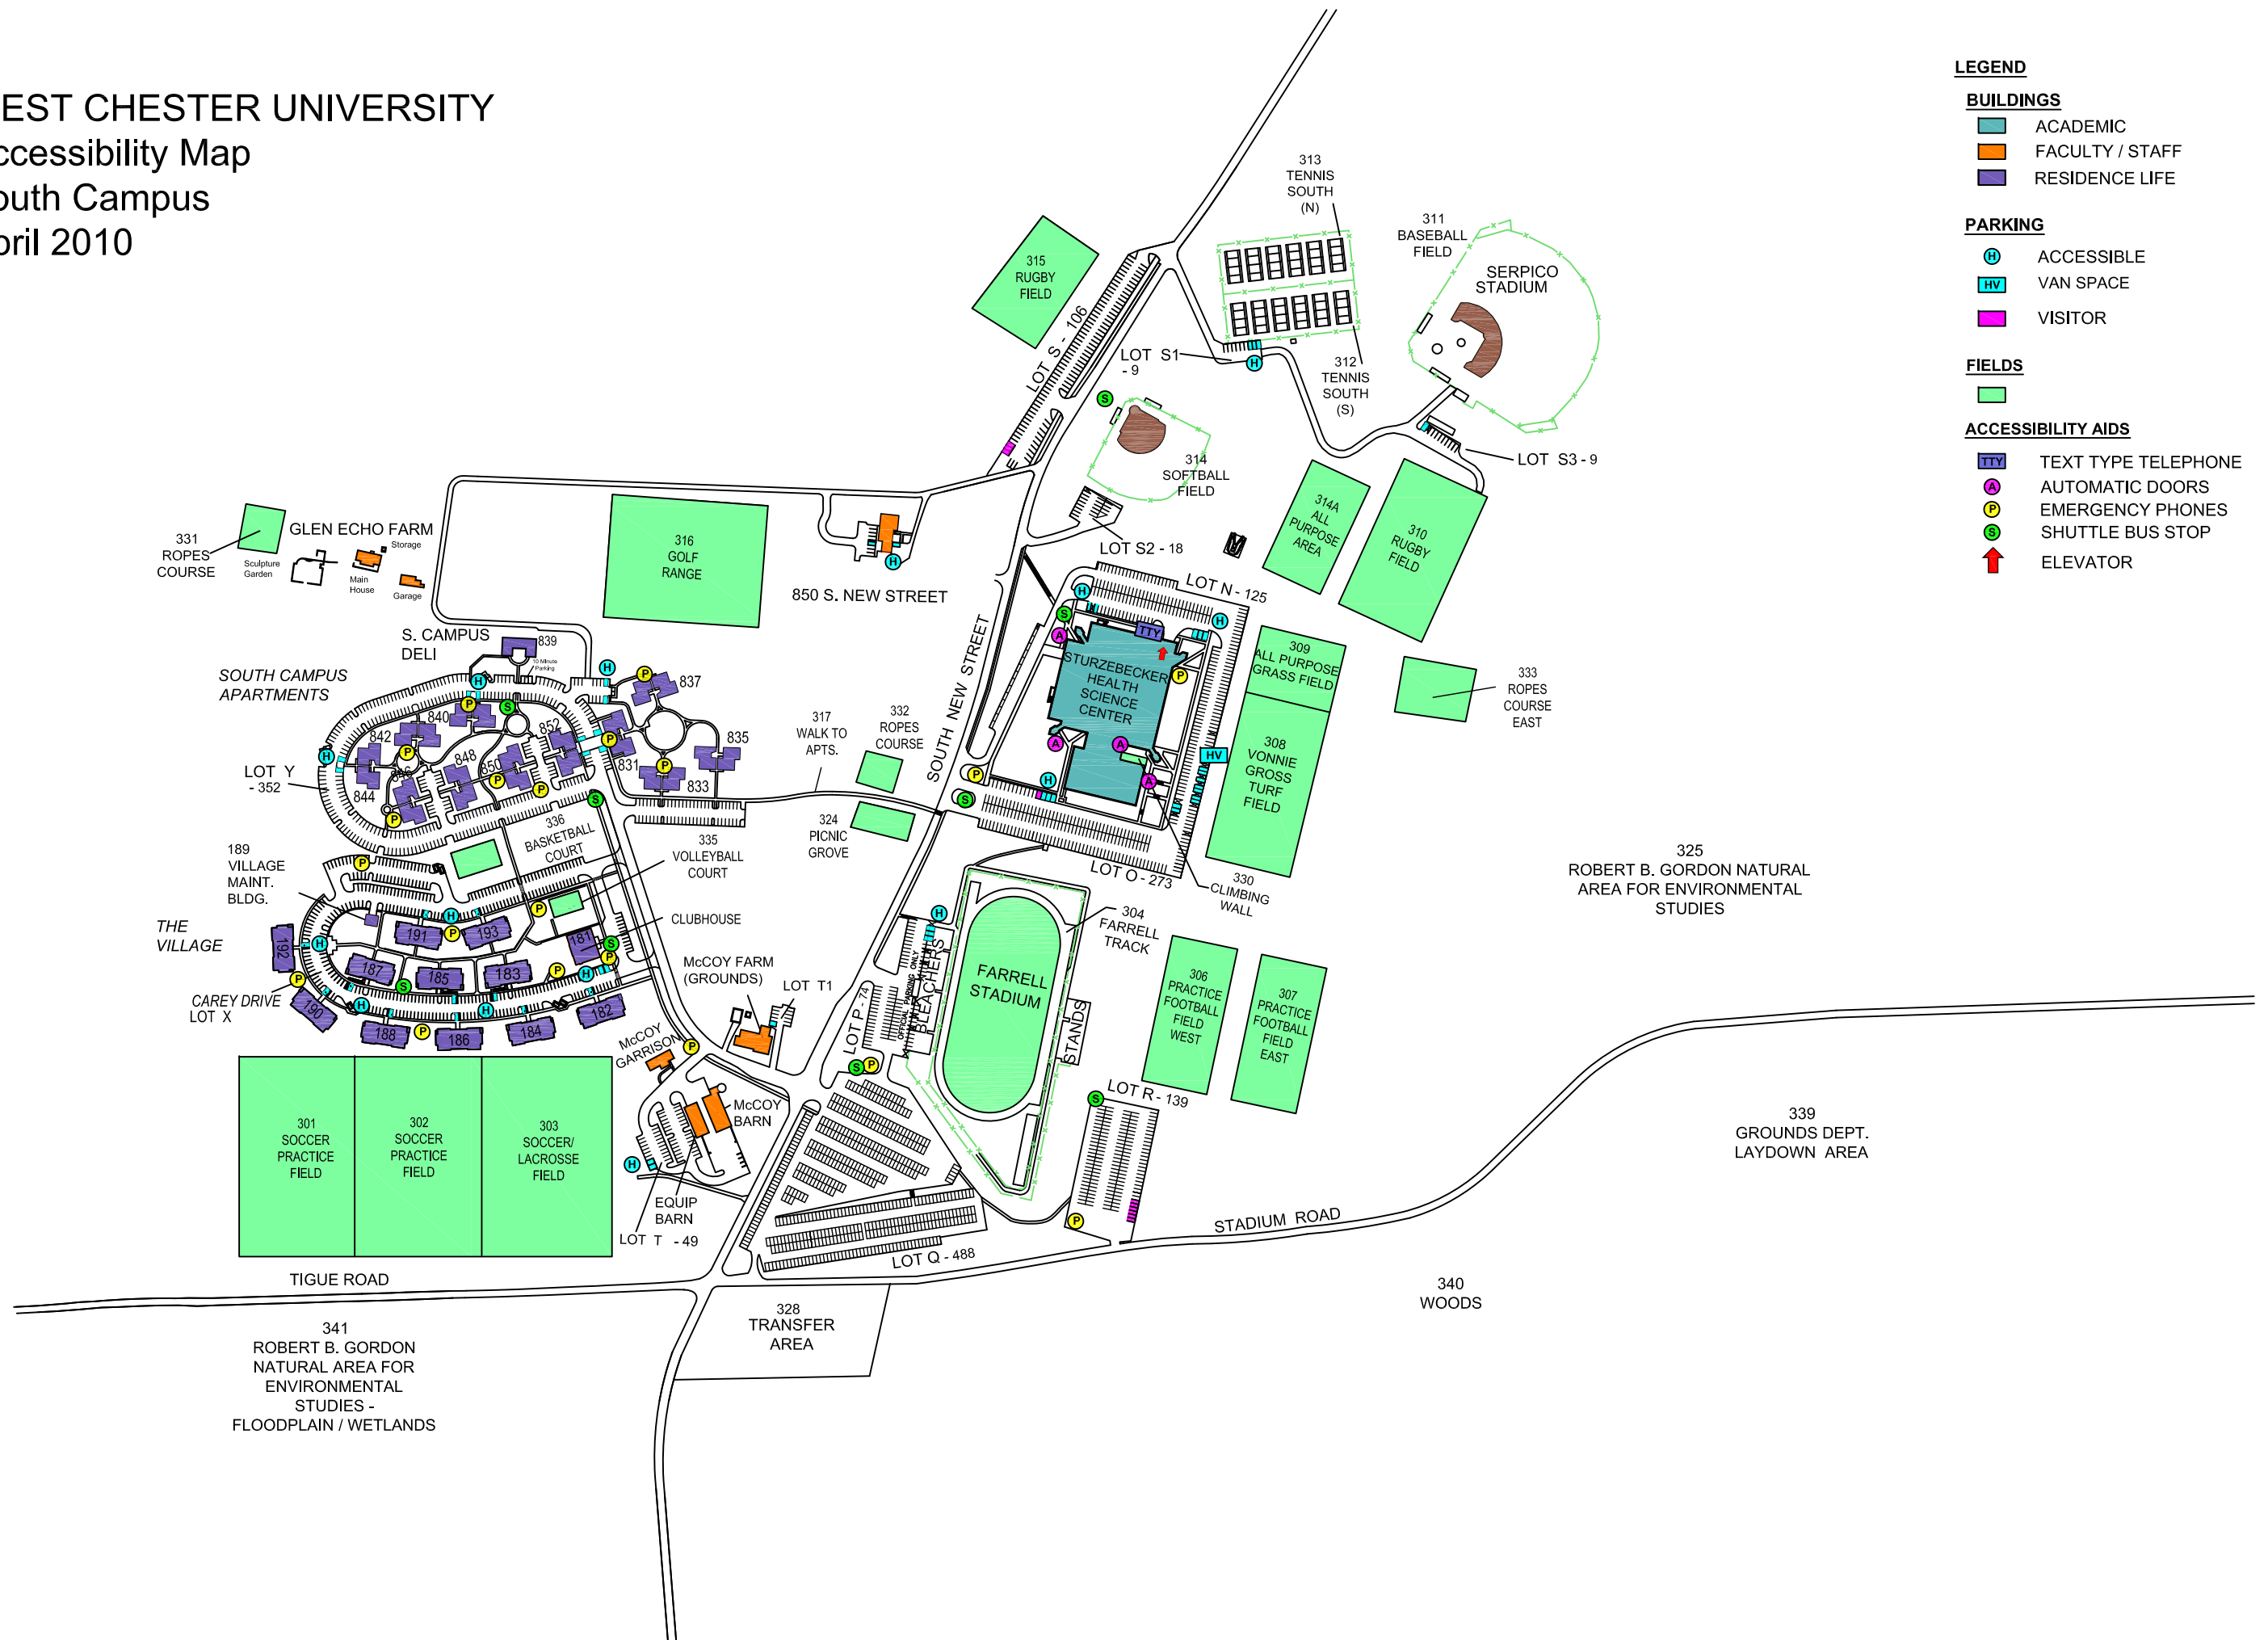 EST CHESTER UNIVERSITY
ccessibility Map
outh Campus
pril 2010
LEGEND
BUILDINGS
ACADEMIC
FACULTY / STAFF
RESIDENCE LIFE
PARKING
H ACCESSIBLE
HV VAN SPACE
VISITOR
FIELDS
ACCESSIBILITY AIDS
TTY TEXT TYPE TELEPHONE
A AUTOMATIC DOORS
P EMERGENCY PHONES
S SHUTTLE BUS STOP
ELEVATOR
313
TENNIS
SOUTH
(N)
311
BASEBALL
FIELD
SERPICO
STADIUM
315
RUGBY
FIELD
LOT S - 106
LOT S1
- 9
312
TENNIS
SOUTH
(S)
314
SOFTBALL
FIELD
LOT S3 - 9
LOT S2 - 18
314A
ALL
PURPOSE
AREA
310
RUGBY
FIELD
331
ROPES
COURSE
GLEN ECHO FARM
Storage
Sculpture
Garden
Main
House
Garage
316
GOLF
RANGE
850 S. NEW STREET
LOT N - 125
TTY
STURZEBECKER
HEALTH
SCIENCE
CENTER
309
ALL PURPOSE
GRASS FIELD
333
ROPES
COURSE
EAST
308
VONNIE
GROSS
TURF
FIELD
HV
SOUTH NEW STREET
S. CAMPUS
DELI
839
10 Minute
Parking
SOUTH CAMPUS
APARTMENTS
837
840
842
852
848
850
846
844
831
835
833
LOT Y
- 352
317
WALK TO
APTS.
332
ROPES
COURSE
324
PICNIC
GROVE
336
BASKETBALL
COURT
335
VOLLEYBALL
COURT
189
VILLAGE
MAINT.
BLDG.
THE
VILLAGE
CLUBHOUSE
192
191
193
181
187
185
183
190
188
186
184
182
CAREY DRIVE
LOT X
LOT O - 273
330
CLIMBING
WALL
304
FARRELL
TRACK
325
ROBERT B. GORDON NATURAL
AREA FOR ENVIRONMENTAL
STUDIES
McCOY FARM
(GROUNDS)
LOT T1
LOT P - 74
OFFICIAL PARKING ONLY
BLEACHERS
FARRELL
STADIUM
STANDS
306
PRACTICE
FOOTBALL
FIELD
WEST
307
PRACTICE
FOOTBALL
FIELD
EAST
McCOY
GARRISON
McCOY
BARN
EQUIP
BARN
LOT T - 49
LOT R - 139
LOT Q - 488
301
SOCCER
PRACTICE
FIELD
302
SOCCER
PRACTICE
FIELD
303
SOCCER/
LACROSSE
FIELD
339
GROUNDS DEPT.
LAYDOWN AREA
STADIUM ROAD
TIGUE ROAD
340
WOODS
328
TRANSFER
AREA
341
ROBERT B. GORDON
NATURAL AREA FOR
ENVIRONMENTAL
STUDIES -
FLOODPLAIN / WETLANDS